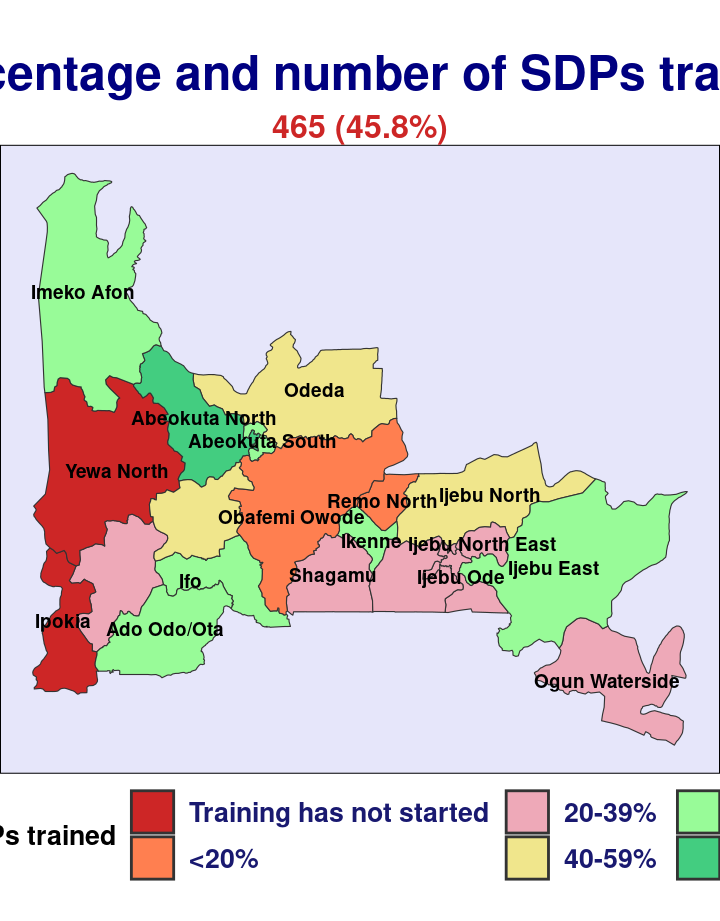 centage and number of SDPs tra
465 (45.8%)
Imeko Afon
Odeda
Abeokuta North
Abeokuta South
Yewa North
Ijebu North
Remo North
Obafemi Owode
Ikenne
Ijebu North East
Ijebu East
Shagamu
Ijebu Ode
Ifo
Ipokia
Ado Odo/Ota
Ogun Waterside
Ps trained
Training has not started
20-39%
<20%
40-59%